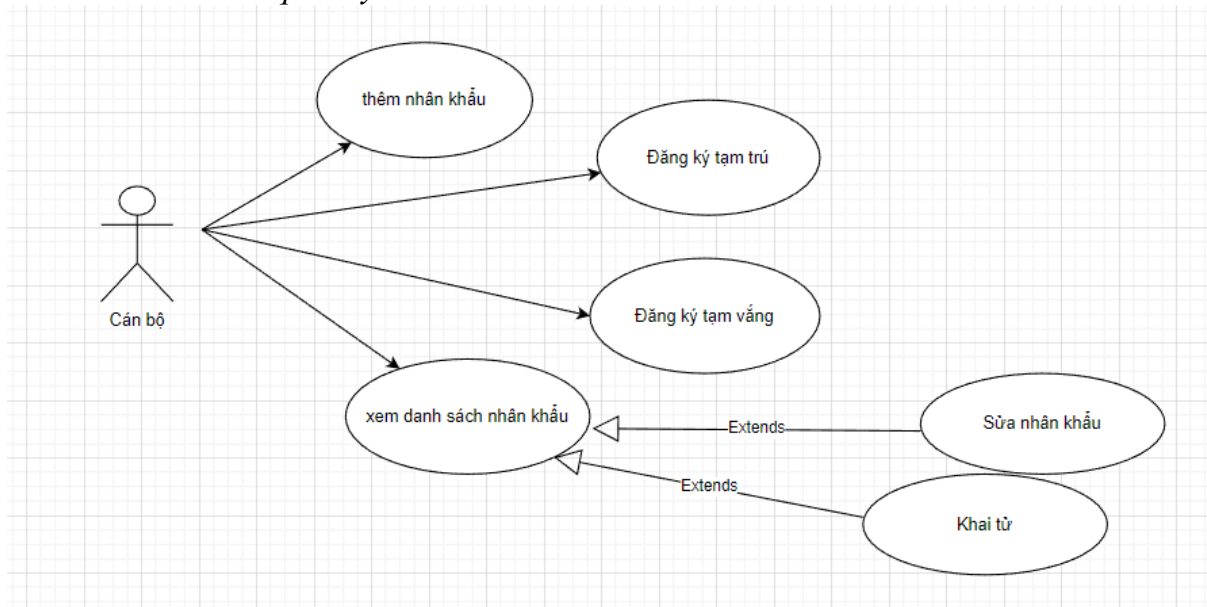 thêm nhân khẩu
Đăng ký tạm trú
Cán bộ
Đăng ký tạm vắng
xem danh sách nhân khẩu
Extends
Sửa nhân khẩu
Extends
Khai tử